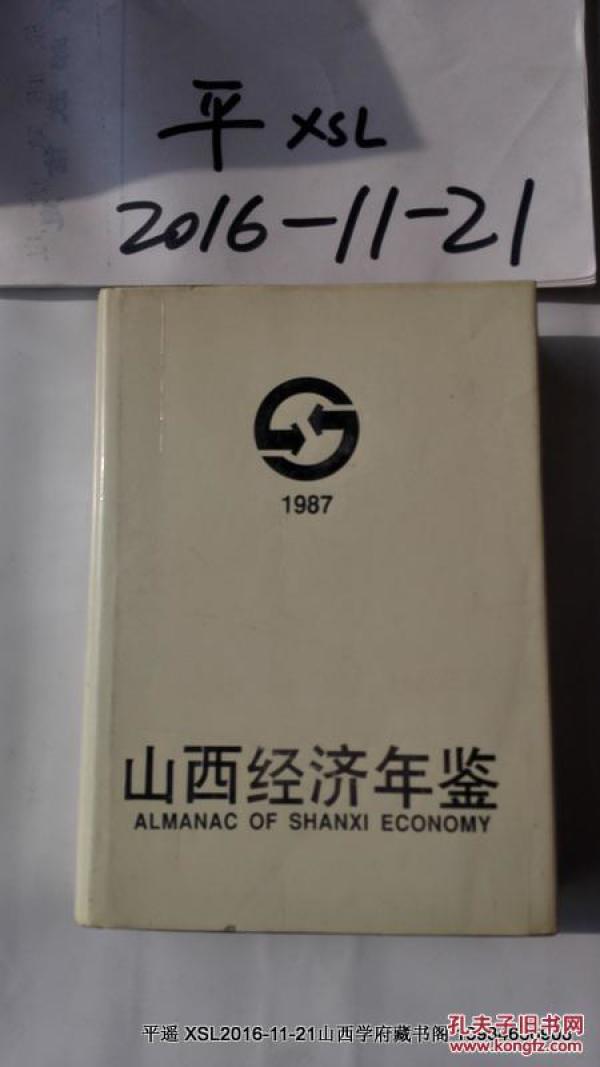 平 XSL
2016-11-21
1987
山西经济年鉴
ALMANAC OF SHANXI ECONOMY
平遥 XSL2016-11-21山西学府藏书阁
孔夫子旧书网
www.kongfz.com